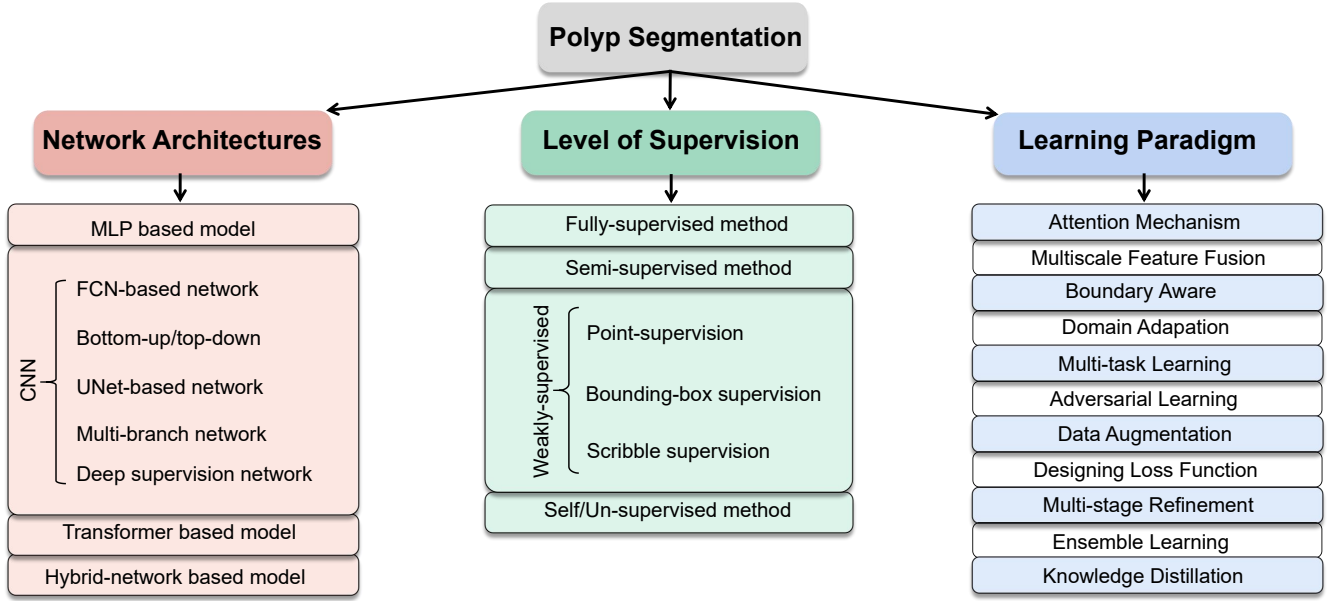 Polyp Segmentation
Network Architectures
MLP based model
CNN
FCN-based network
Bottom-up/top-down
UNet-based network
Multi-branch network
Deep supervision network
Transformer based model
Hybrid-network based model
Level of Supervision
Fully-supervised method
Semi-supervised method
Weakly-supervised
Point-supervision
Bounding-box supervision
Scribble supervision
Self/Un-supervised method
Learning Paradigm
Attention Mechanism
Multiscale Feature Fusion
Boundary Aware
Domain Adapation
Multi-task Learning
Adversarial Learning
Data Augmentation
Designing Loss Function
Multi-stage Refinement
Ensemble Learning
Knowledge Distillation